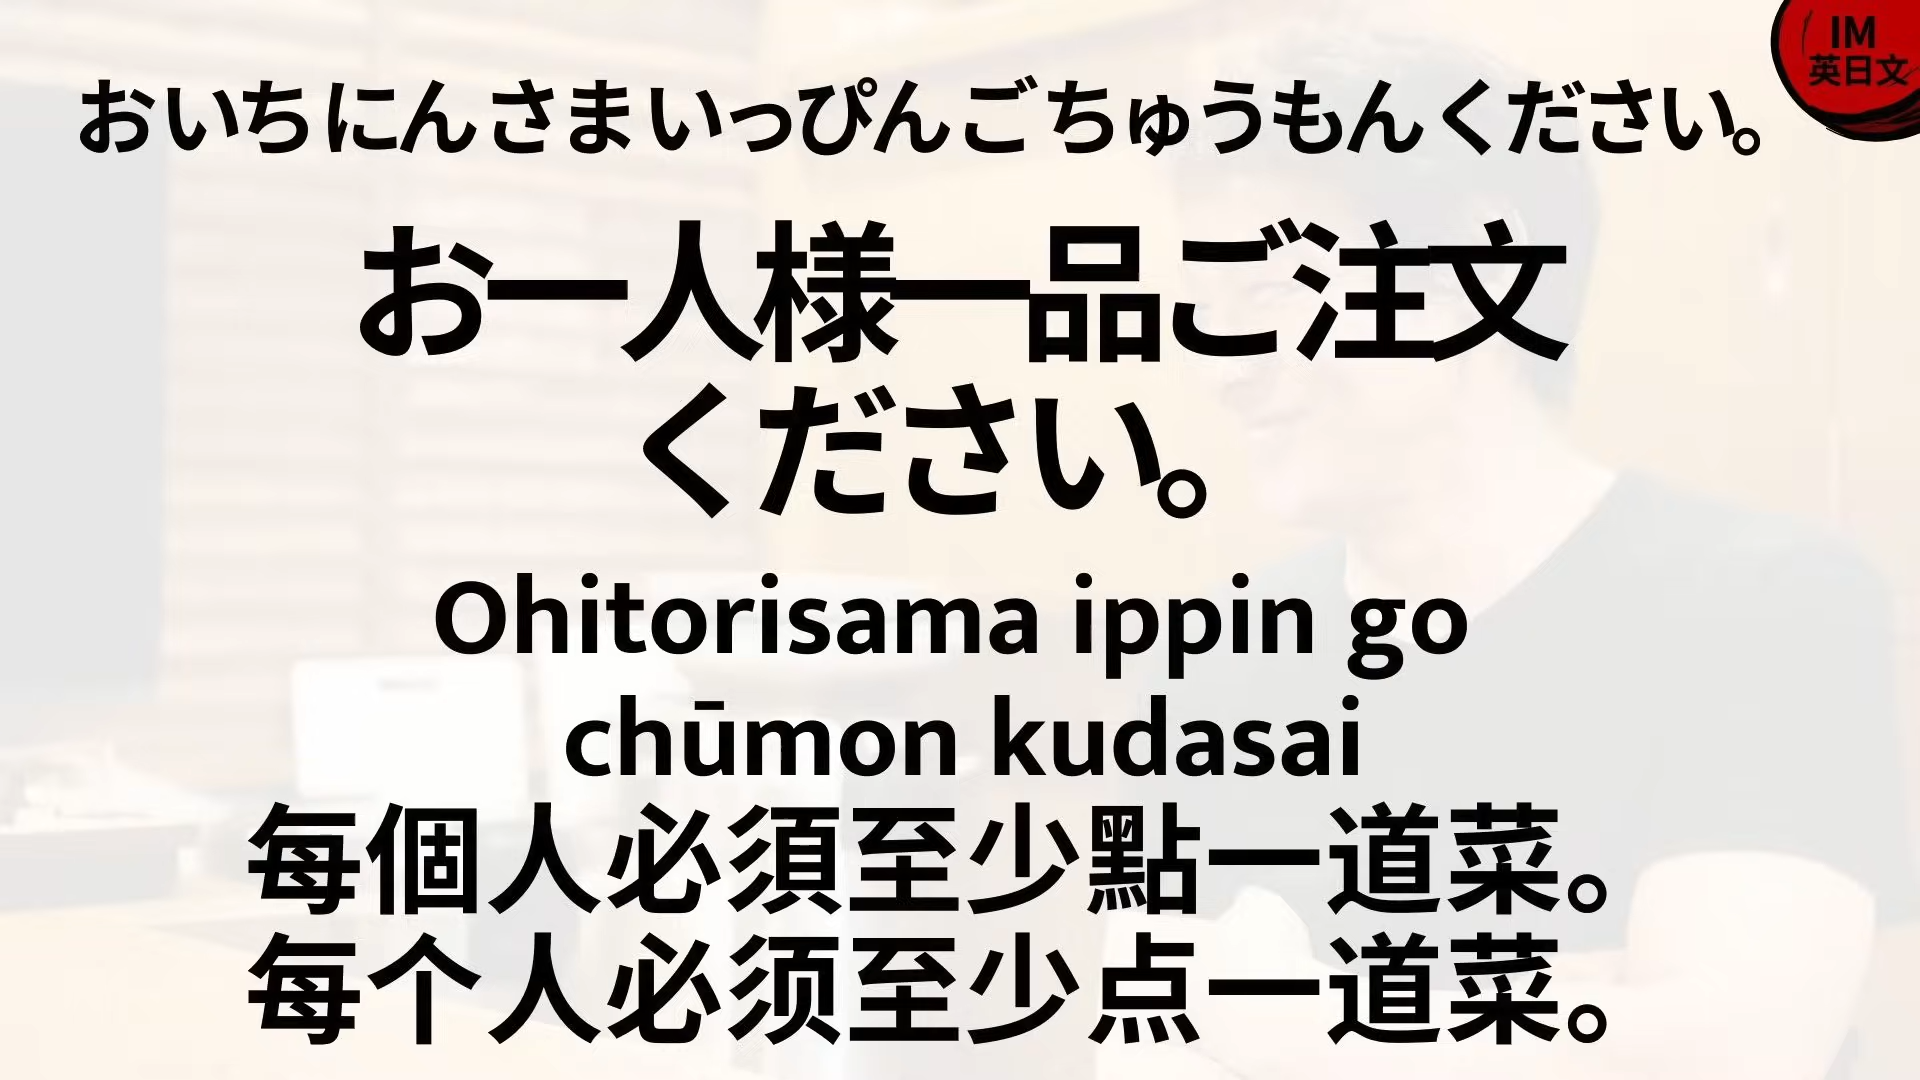 IM
英日文
おいちにんさまいっぴんごちゅうもんください。
お一人様一品ご注文
ください。
Ohitorisama ippin go
chūmon kudasai
每個人必須至少點一道菜。
每个人必须至少点一道菜。